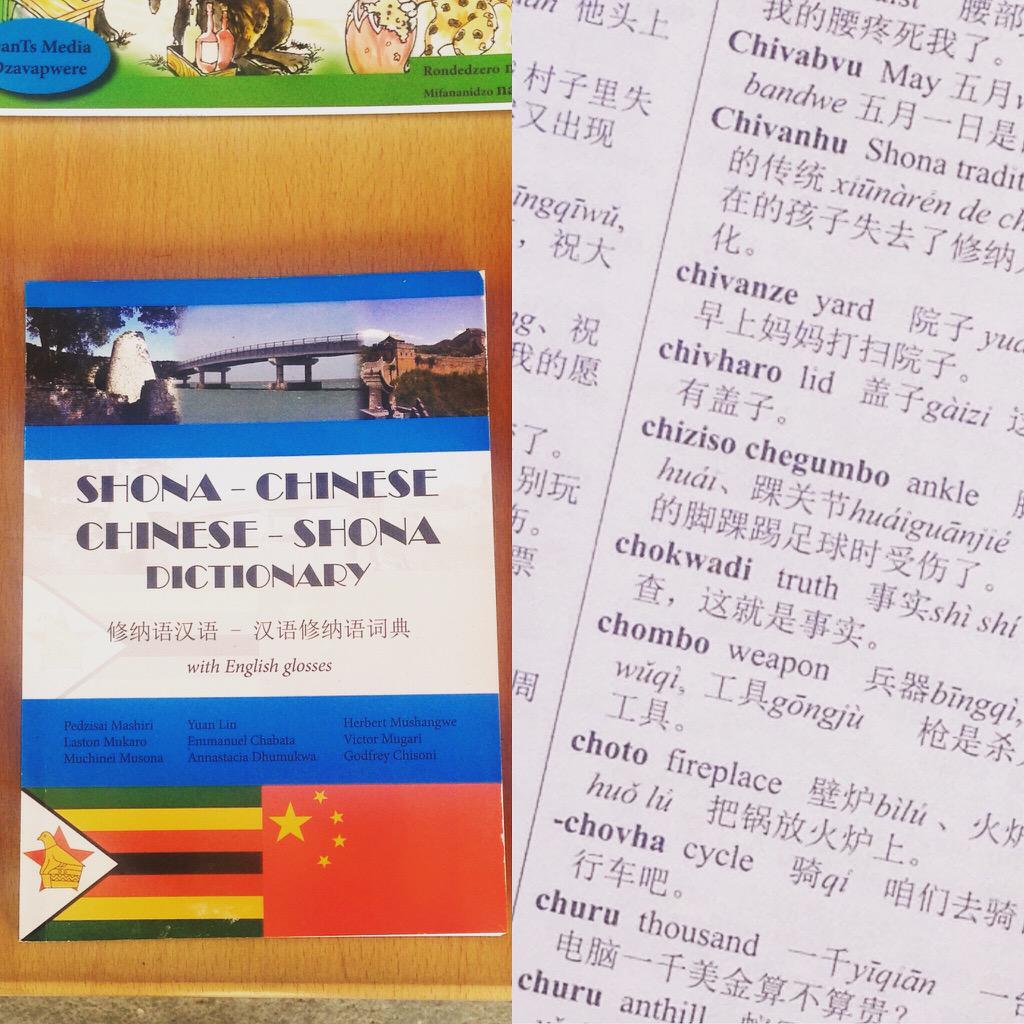 anTs Media
Dzavapwere
Rondedzero
Mifananidzo
SHONA – CHINESE
CHINESE – SHONA
DICTIONARY
修纳语汉语 – 汉语修纳语词典
with English glosses
Pedzisai Mashiri
Laston Mukaro
Muchinei Musona
Yuan Lin
Emmanuel Chabata
Annastacia Dhumukwa
Herbert Mushangwe
Victor Mugari
Godfrey Chisoni
他头上
村子里失
又出现
īngqīwǔ,
，祝大
、祝
我的愿
了。
别玩
伤。
票
周
腰部
我的腰疼死我了。
Chivabvu May 五月
bandwe 五月一日是
Chivanhu Shona tradit
的传统 xiūnàrén de ch
在的孩子失去了修纳
化。
chivanze yard 院子 yuà
早上妈妈打扫院子。
chivharo lid 盖子gàizi 这
有盖子。
chiziso chegumbo ankle
huái、踝关节huáiguānjié
的脚踝踢足球时受伤了。
chokwadi truth 事实shì shí
查，这就是事实。
chombo weapon 兵器bīngqì,
wǔqì, 工具gōngjù 枪是杀
工具。
choto fireplace 壁炉bìlú 、火炉
huǒ lú 把锅放火炉上。
-chovha cycle 骑qí 咱们去骑
行车吧。
churu thousand 一千yīqiān 一台
电脑一千美金算不算贵？
churu anthill